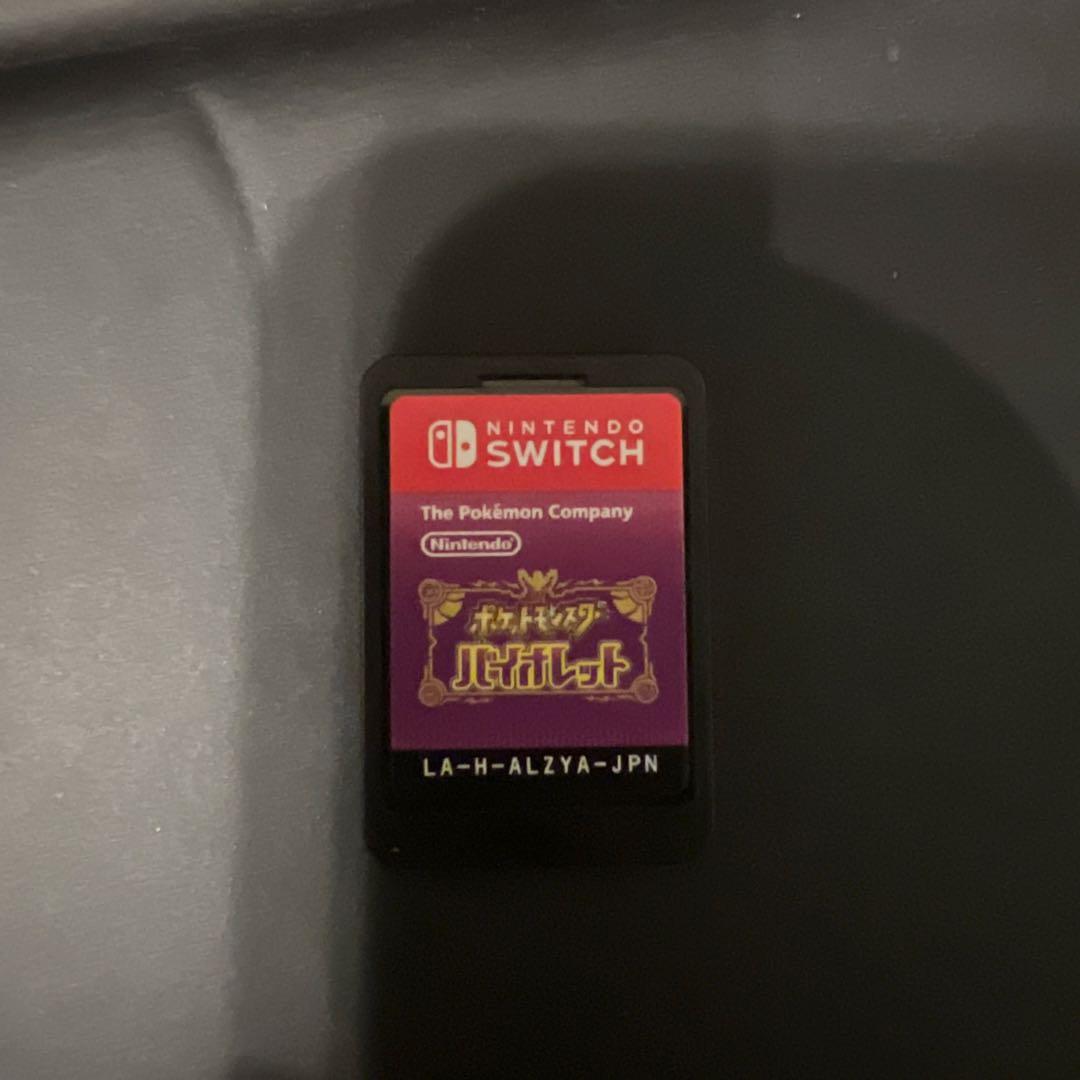 NINTENDO
SWITCH
The Pokémon Company
Nintendo
ポケットモンスター
バイオレット
LA-H-ALZYA-JPN